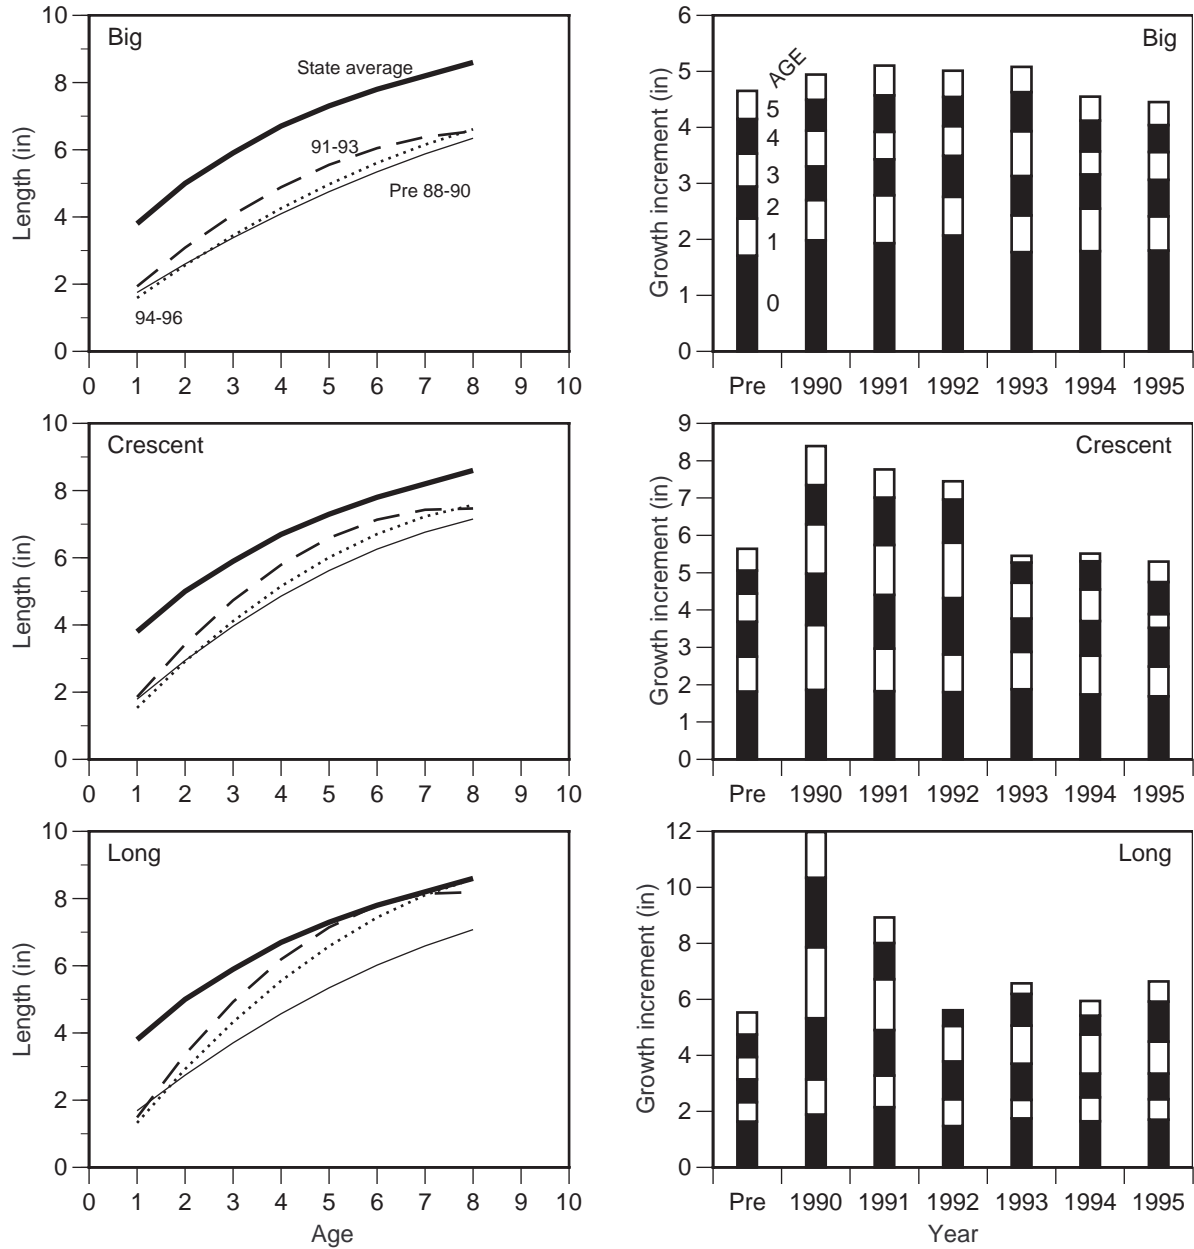 Big
State average
91-93
Pre 88-90
94-96
Length (in)
10
8
6
4
2
0
0 1 2 3 4 5 6 7 8 9 10
Big
AGE
5
4
3
2
1
0
Growth increment (in)
6
5
4
3
2
1
0
Pre 1990 1991 1992 1993 1994 1995
Crescent
Length (in)
10
8
6
4
2
0
0 1 2 3 4 5 6 7 8 9 10
Crescent
Growth increment (in)
9
8
7
6
5
4
3
2
1
0
Pre 1990 1991 1992 1993 1994 1995
Long
Length (in)
10
8
6
4
2
0
0 1 2 3 4 5 6 7 8 9 10
Age
Long
Growth increment (in)
12
10
8
6
4
2
0
Pre 1990 1991 1992 1993 1994 1995
Year